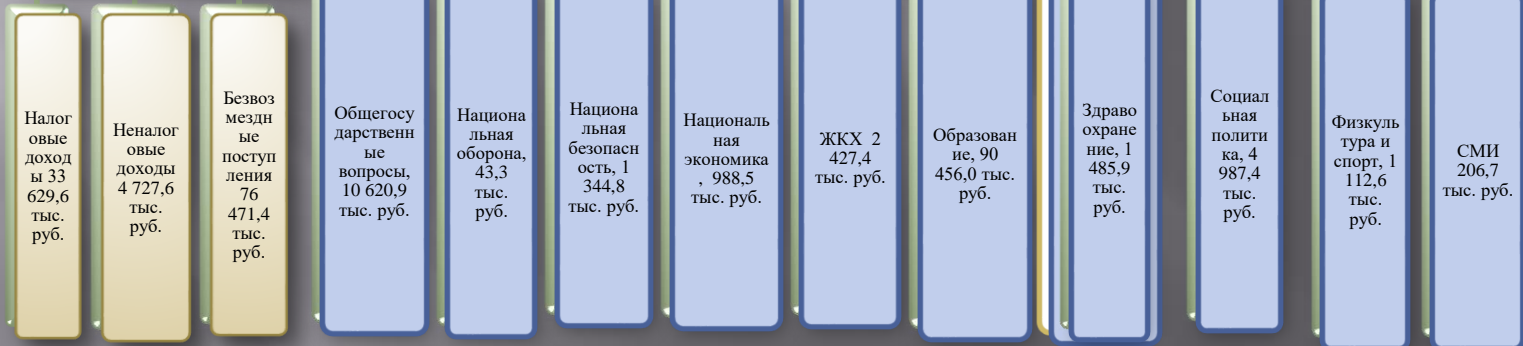 Налог
овые
доход
ы 33
629,6
тыс.
руб.
Неналог
овые
доходы
4 727,6
тыс.
руб.
Безвоз
мездн
ые
поступ
ления
76
471,4
тыс.
руб.
Общегосу
дарственн
ые
вопросы,
10 620,9
тыс. руб.
Национа
льная
оборона,
43,3
тыс.
руб.
Национа
льная
безопасн
ость, 1
344,8
тыс. руб.
Националь
ная
экономика
, 988,5
тыс. руб.
ЖКХ 2
427,4
тыс. руб.
Образован
ие, 90
456,0 тыс.
руб.
Здраво
охране
ние, 1
485,9
тыс.
руб.
Социал
ьная
полити
ка, 4
987,4
тыс.
руб.
Физкуль
тура и
спорт, 1
112,6
тыс.
руб.
СМИ
206,7
тыс. руб.